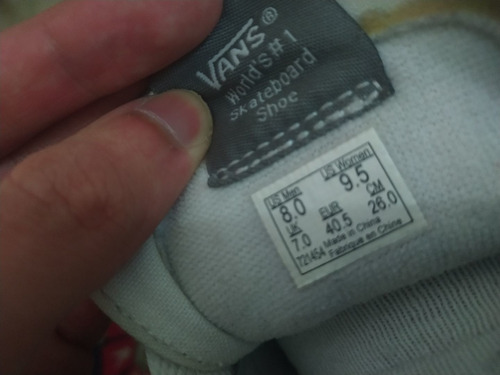 VANS®
World's #1
Skateboard
Shoe
US Men US Women
8.0 9.5
UK EUR CM
7.0 40.5 26.0
721454 Made in China
Fabriqué en Chine